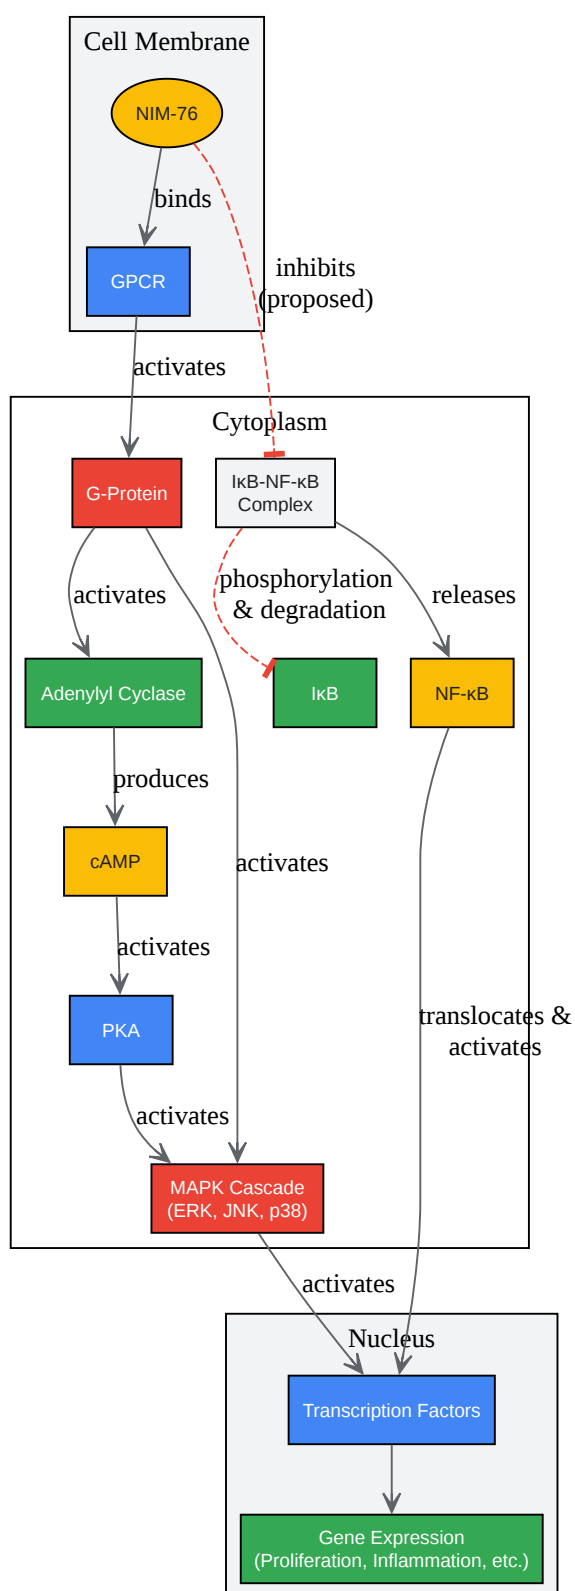 Cell Membrane
NIM-76
binds
GPCR
inhibits
(proposed)
activates
Cytoplasm
G-Protein
IκB-NF-κB
Complex
activates
phosphorylation
& degradation
releases
Adenylyl Cyclase
IκB
NF-κB
produces
cAMP
activates
activates
PKA
translocates &
activates
activates
MAPK Cascade
(ERK, JNK, p38)
activates
Nucleus
Transcription Factors
Gene Expression
(Proliferation, Inflammation, etc.)